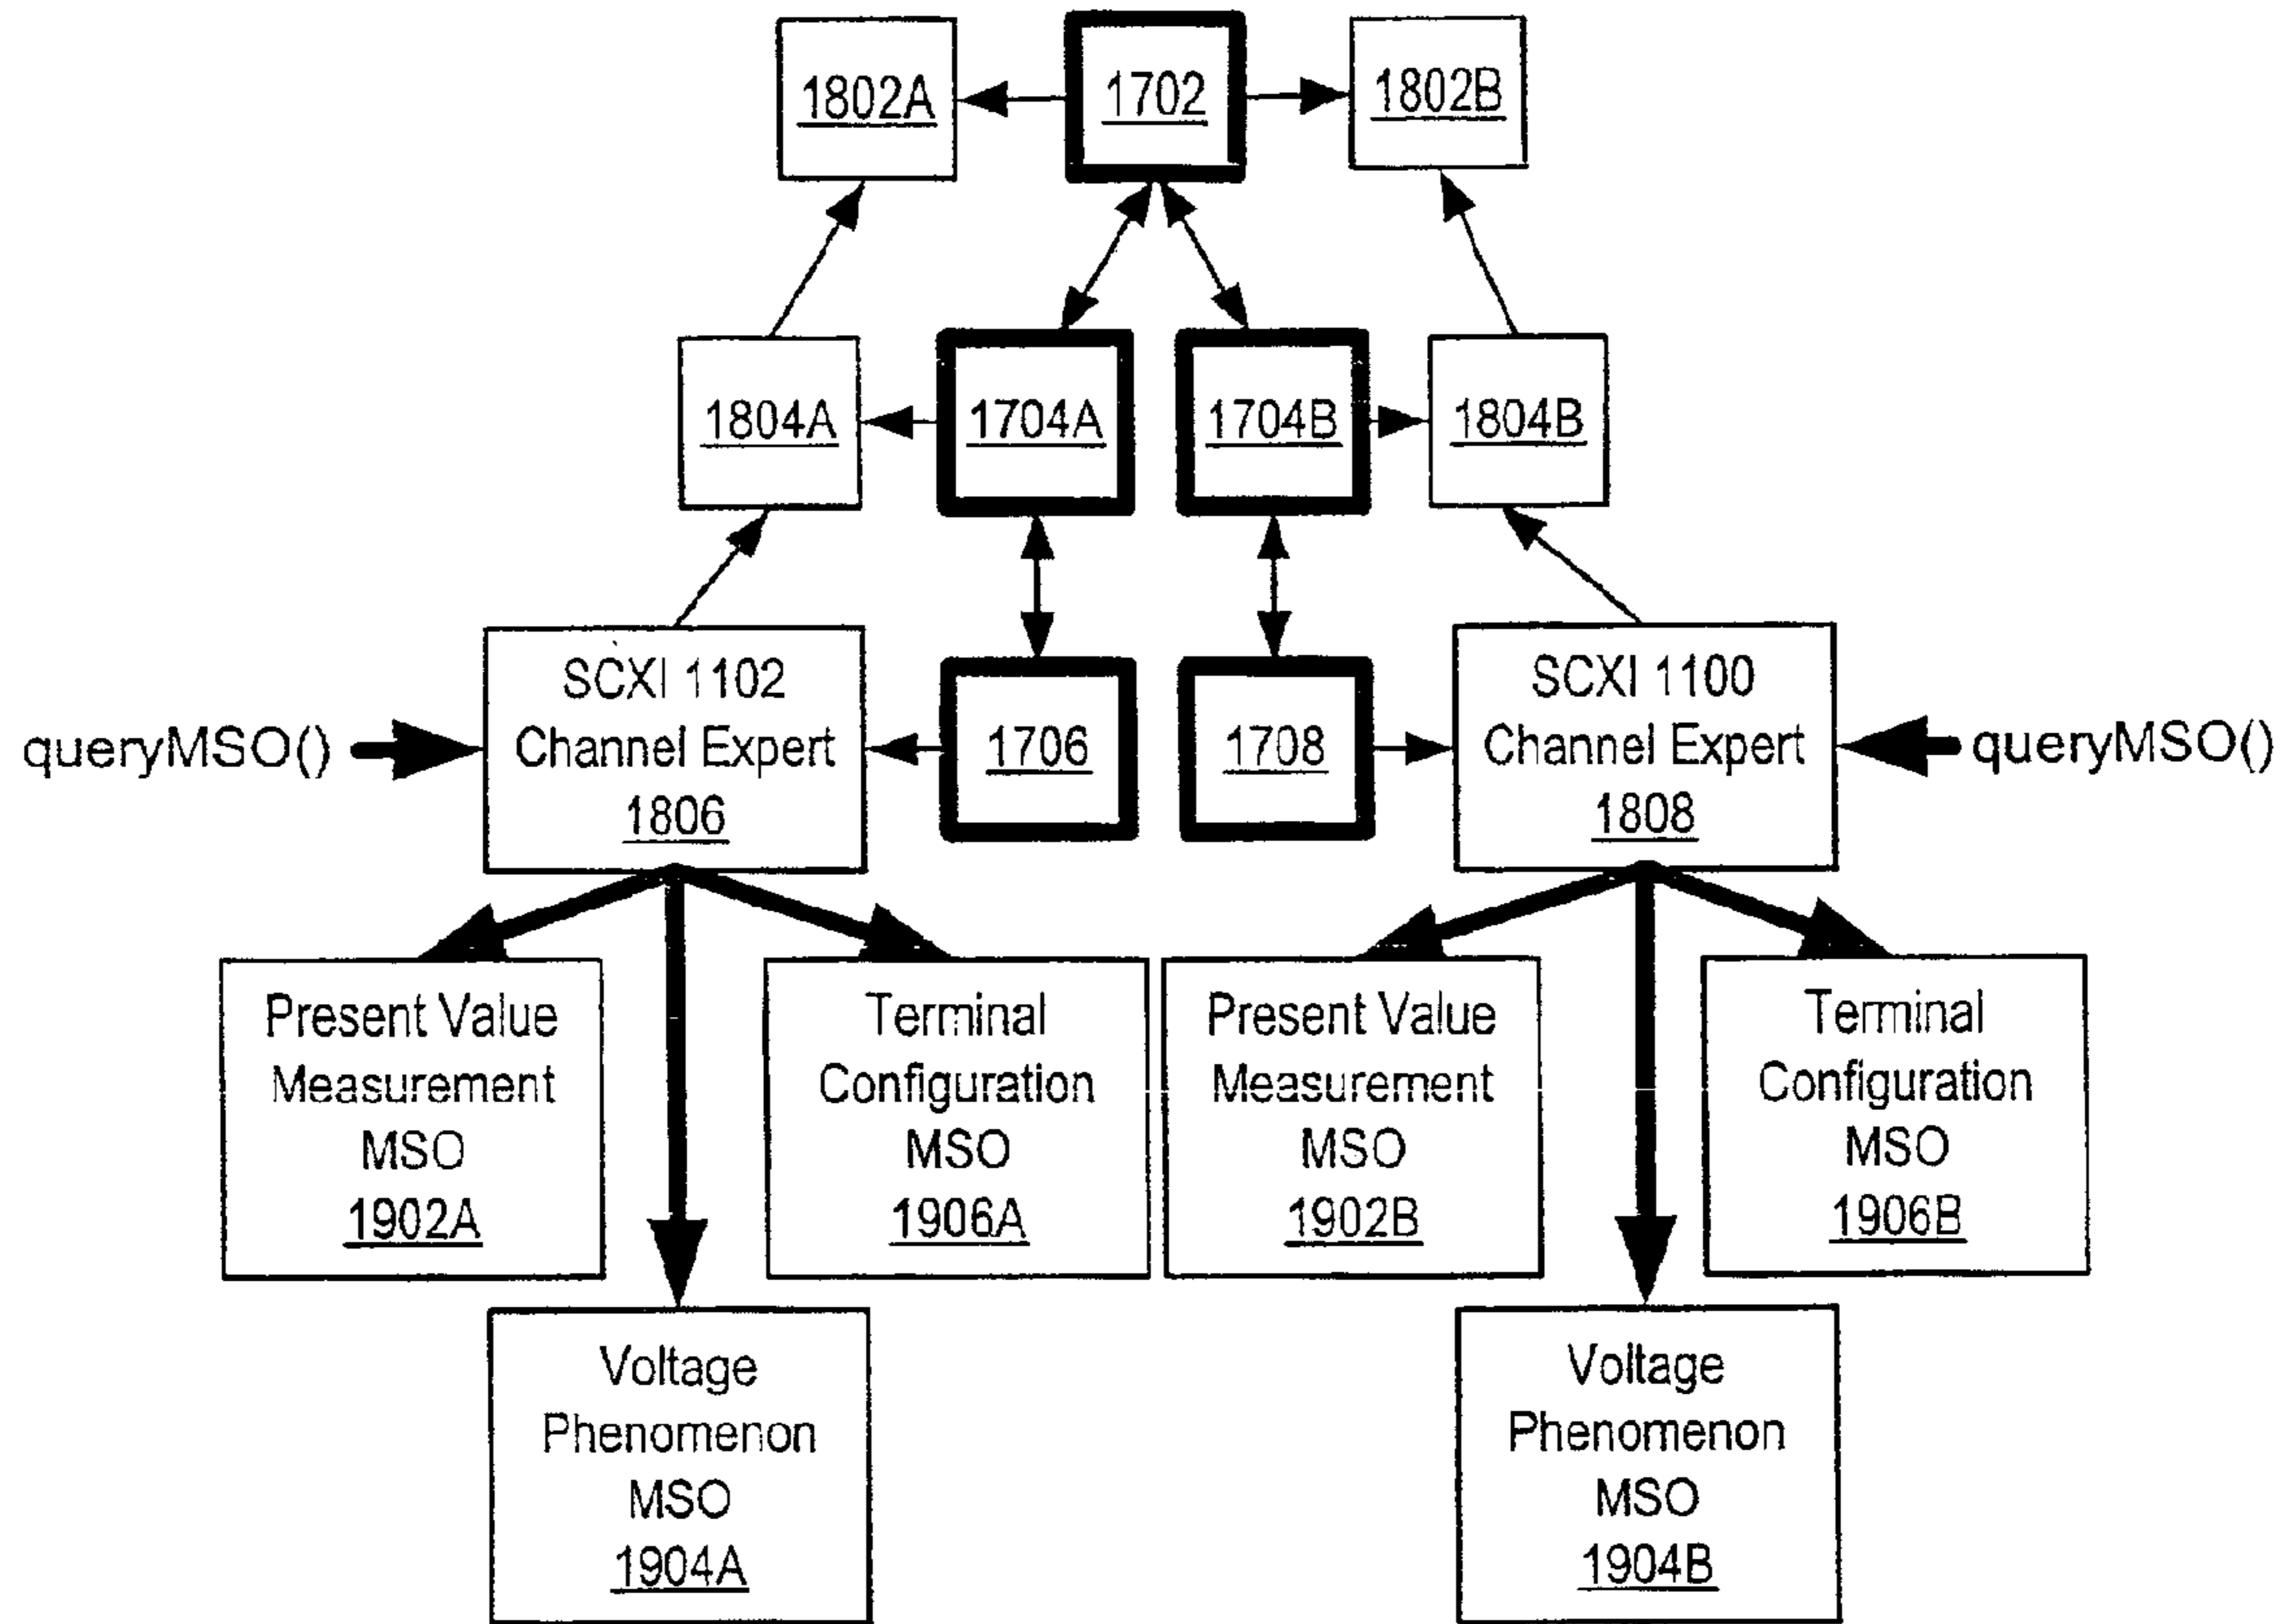 1802A
1702
1802B
1804A
1704A
1704B
1804B
SCXI 1102
Channel Expert
1806
queryMSO()
1706
1708
SCXI 1100
Channel Expert
1808
queryMSO()
Present Value
Measurement
MSO
1902A
Terminal
Configuration
MSO
1906A
Present Value
Measurement
MSO
1902B
Terminal
Configuration
MSO
1906B
Voltage
Phenomenon
MSO
1904A
Voltage
Phenomenon
MSO
1904B